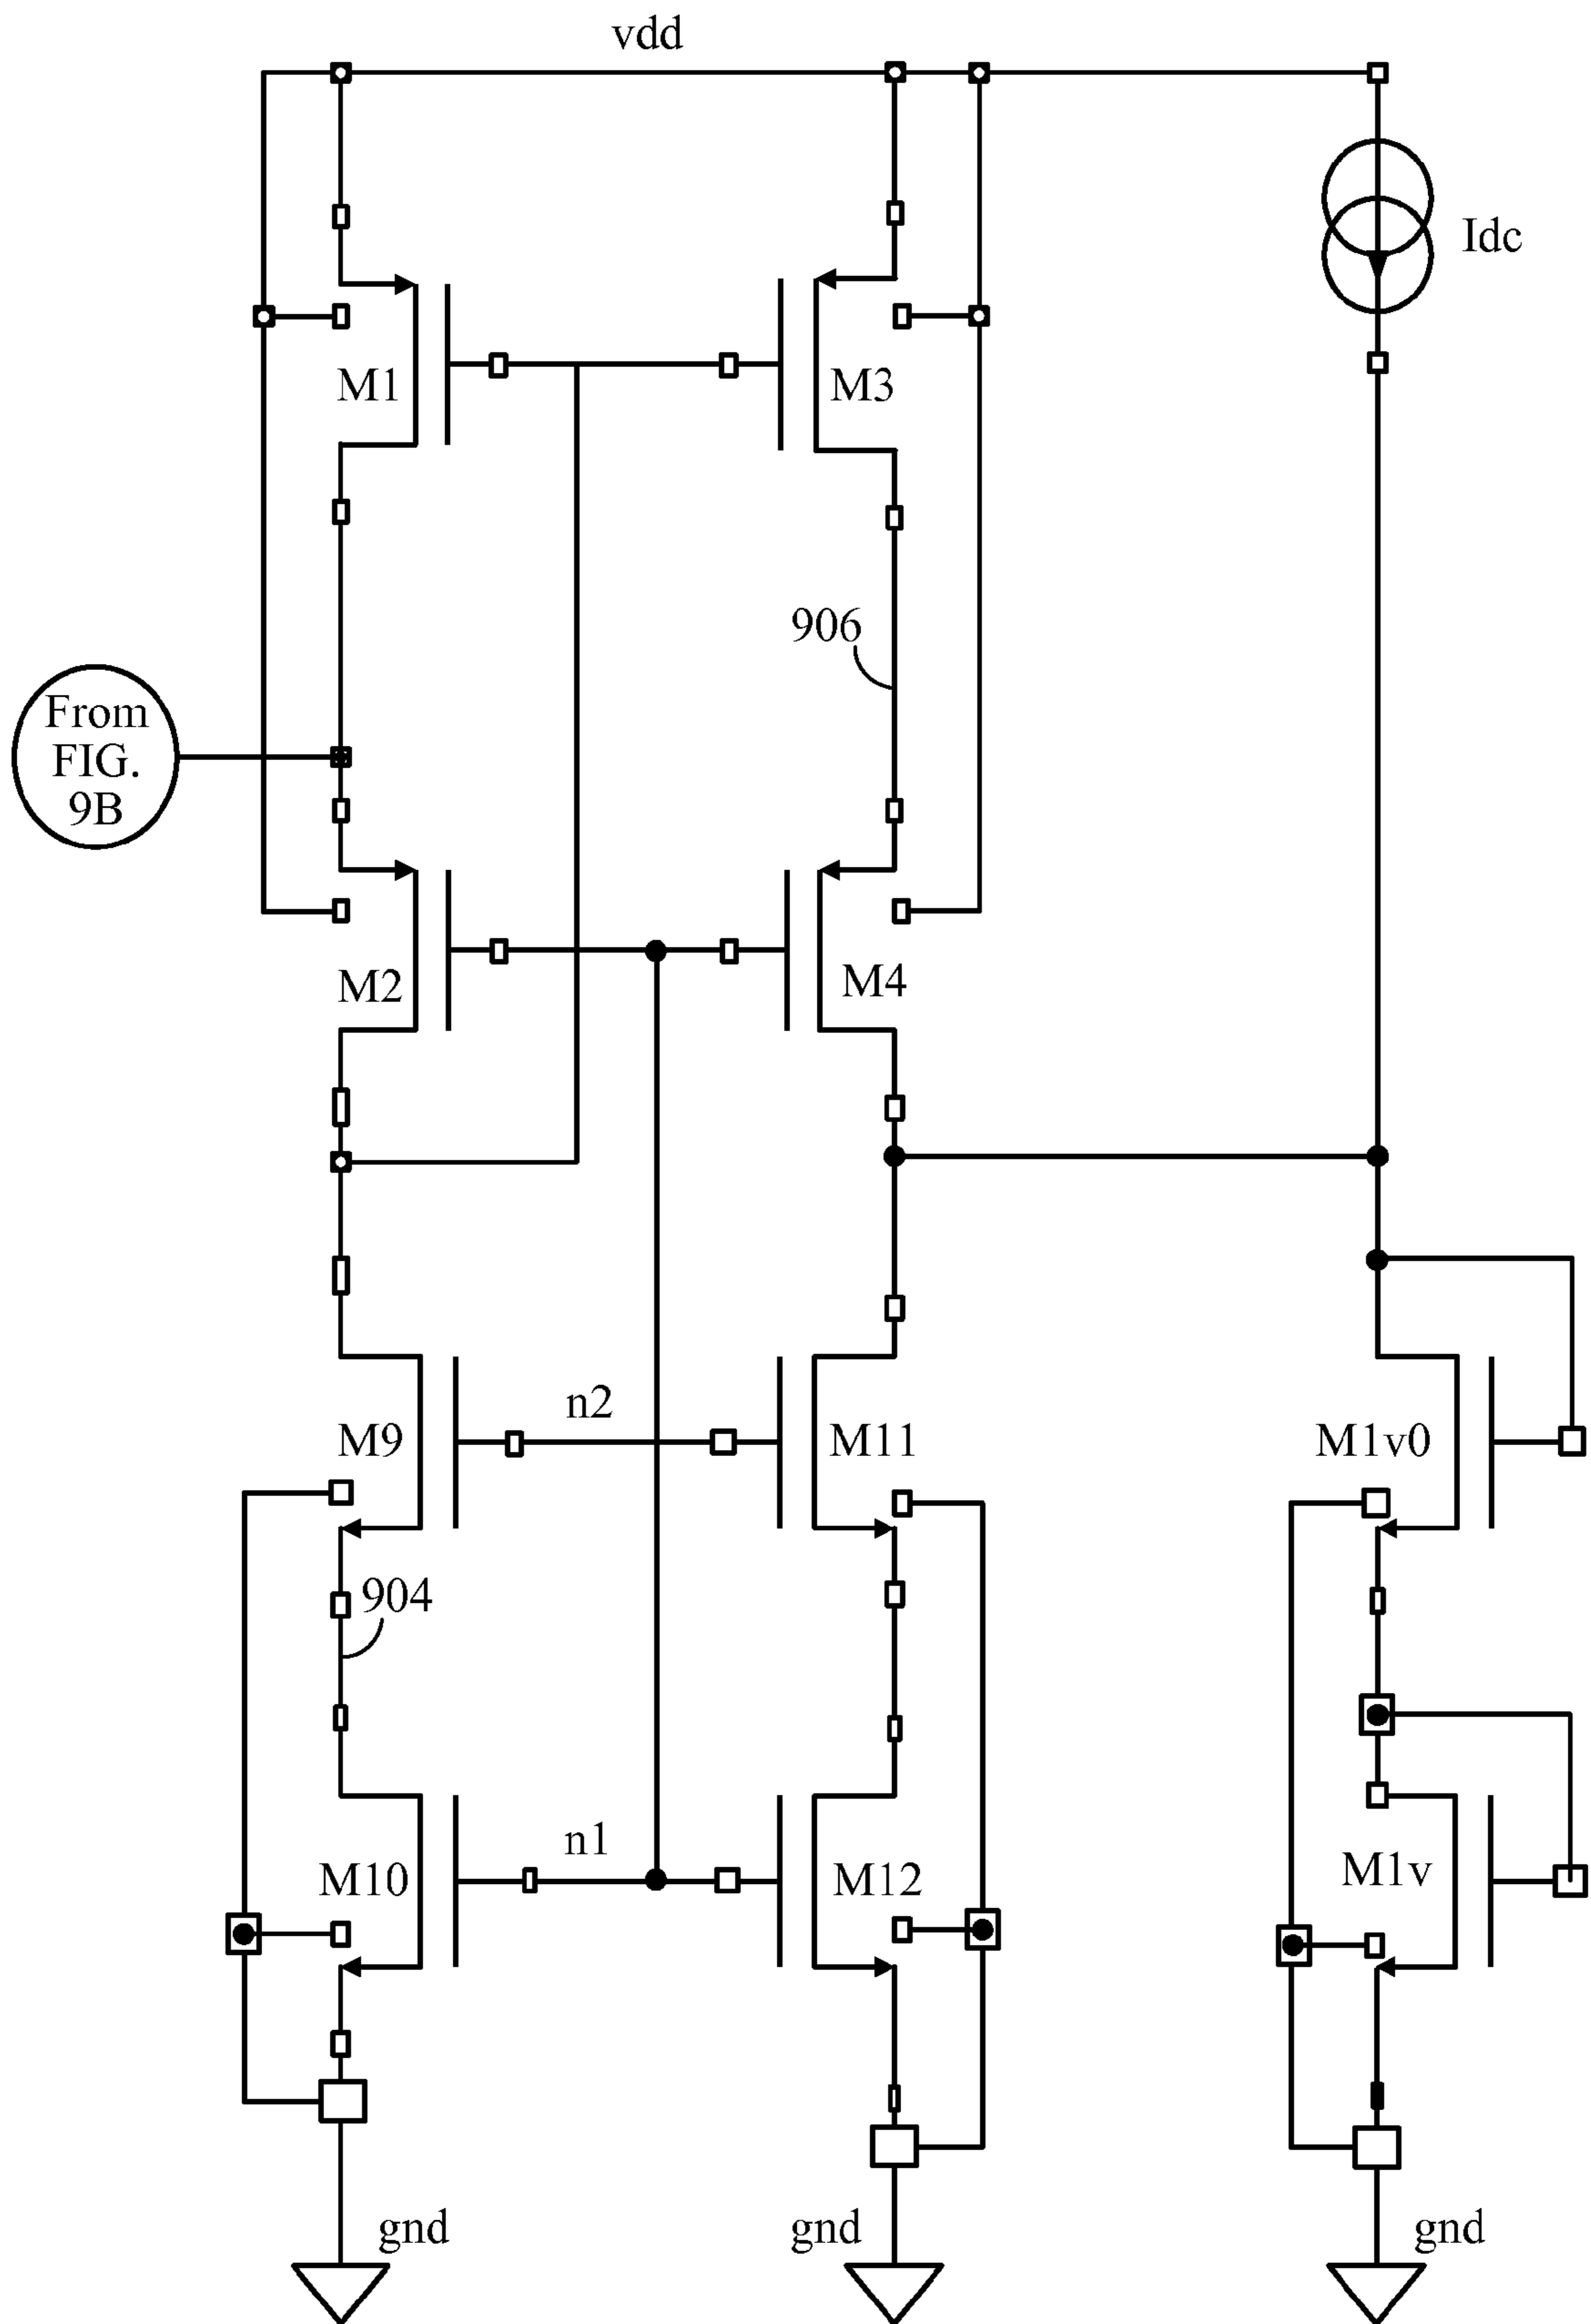 vdd
Idc
M1
M3
906
From
FIG.
9B
M2
M4
n2
M9
M11
M1v0
904
n1
M10
M12
M1v
gnd
gnd
gnd